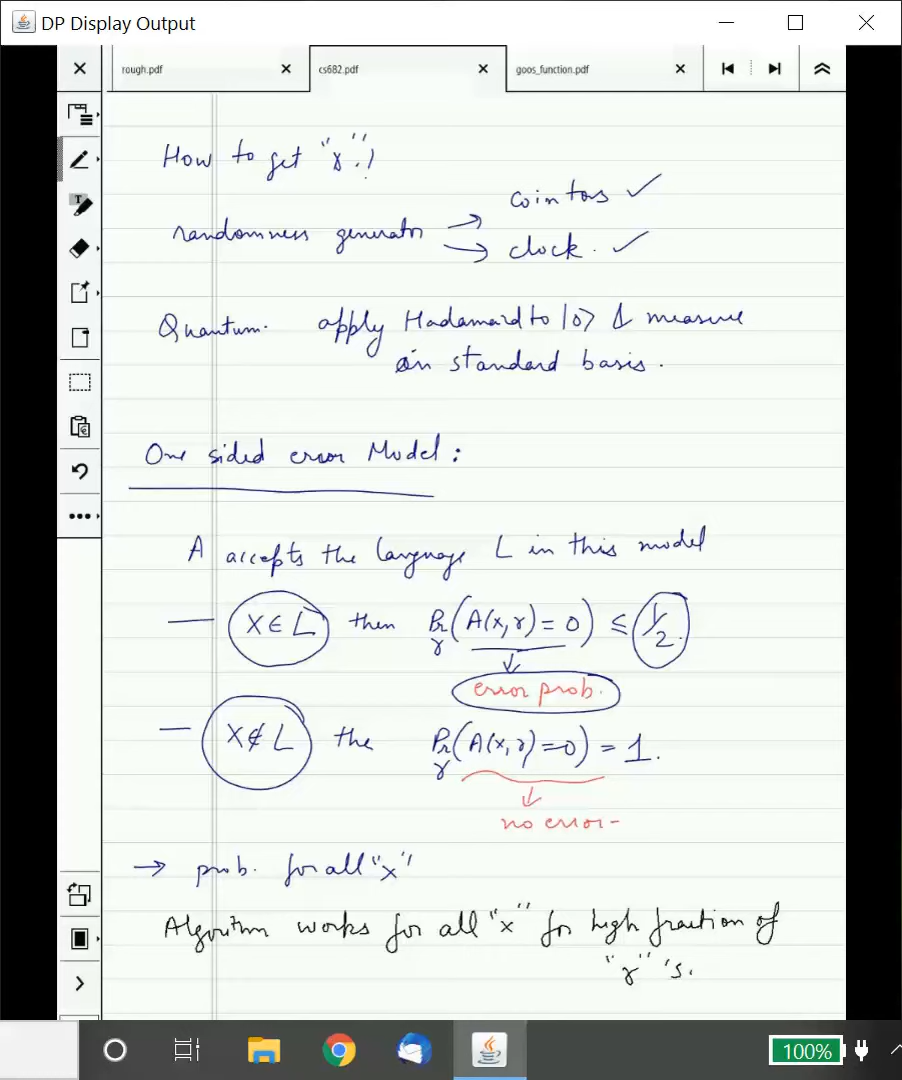 DP Display Output
rough.pdf
cs682.pdf
goos_function.pdf
How to get "r"?
randomness generator → coin toss ✓
→ clock. ✓
Quantum. apply Hadamard to |0> & measure
in standard basis.
One sided error Model:
A accepts the language L in this model
— x ∈ L then Pr_r(A(x, r) = 0) ≤ 1/2.
error prob.
— x ∉ L the Pr_r(A(x, r) = 0) = 1.
no error-
→ prob. for all "x"
Algorithm works for all "x" for high fraction of
"r" 's.
100%